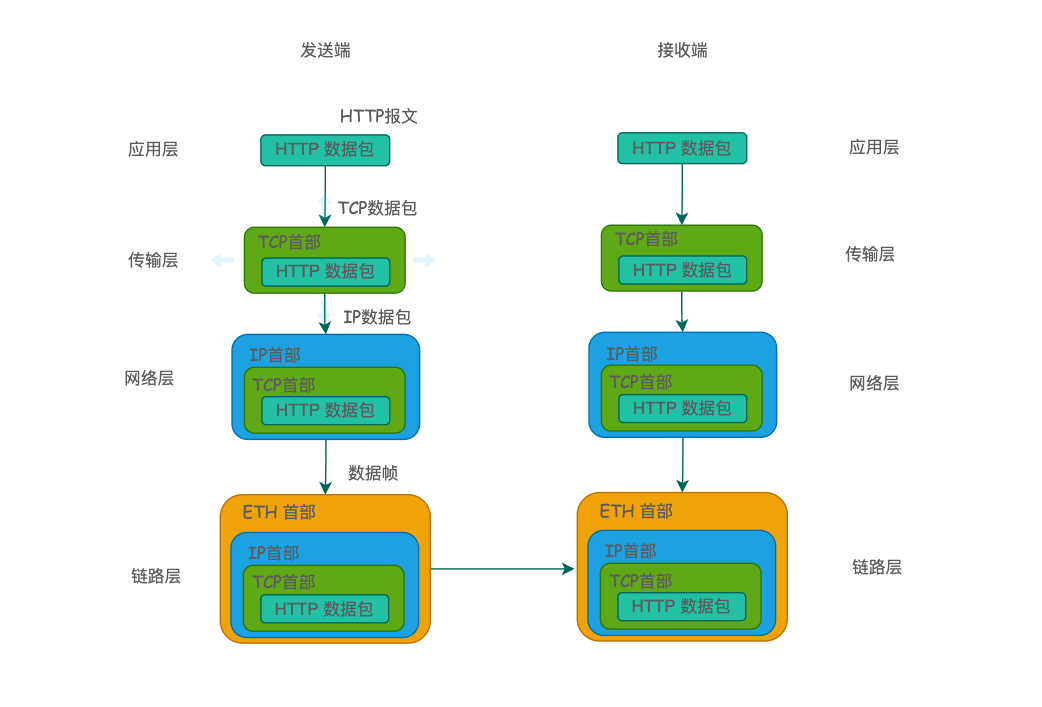 发送端
接收端
HTTP报文
应用层
HTTP 数据包
HTTP 数据包
应用层
TCP数据包
传输层
TCP首部
HTTP 数据包
TCP首部
HTTP 数据包
传输层
IP数据包
网络层
IP首部
TCP首部
HTTP 数据包
IP首部
TCP首部
HTTP 数据包
网络层
数据帧
链路层
ETH 首部
IP首部
TCP首部
HTTP 数据包
ETH 首部
IP首部
TCP首部
HTTP 数据包
链路层